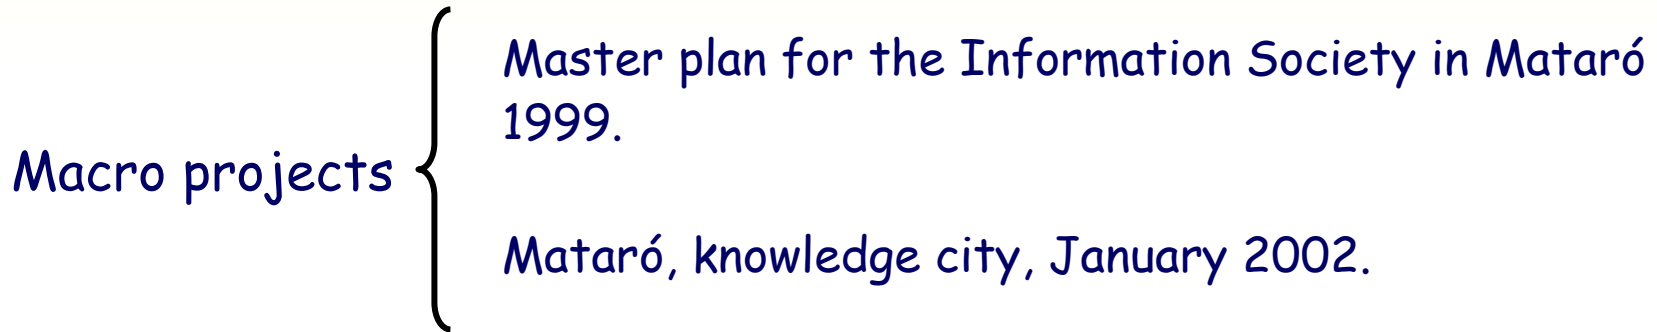 Macro projects
Master plan for the Information Society in Mataró
1999.
Mataró, knowledge city, January 2002.